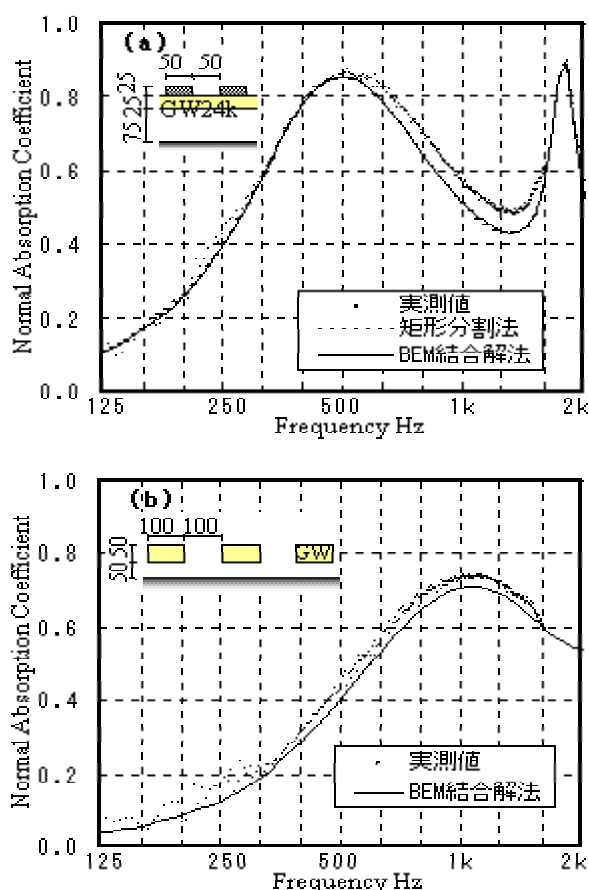 (a)
50 50
25
25
75
GW24k
Normal Absorption Coefficient
1.0
0.8
0.6
0.4
0.2
0.0
実測値
矩形分割法
BEM結合解法
125 250 500 1k 2k
Frequency Hz
(b)
100 100
50
50
GW
Normal Absorption Coefficient
1.0
0.8
0.6
0.4
0.2
0.0
実測値
BEM結合解法
125 250 500 1k 2k
Frequency Hz